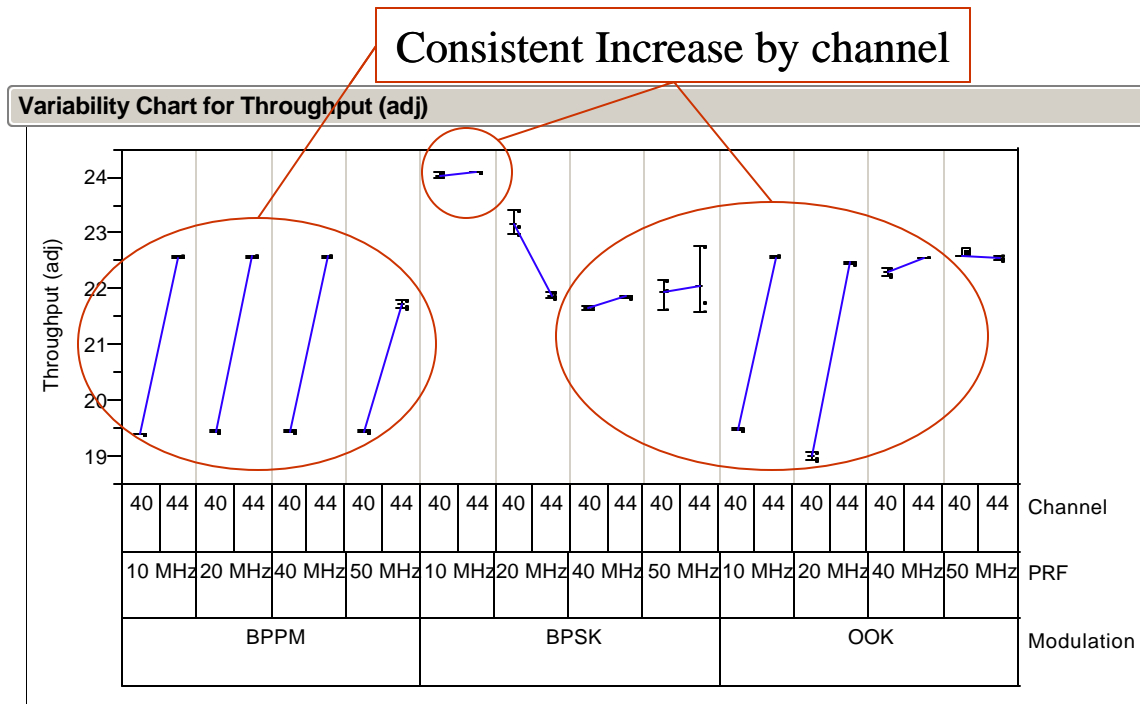 Consistent Increase by channel
Variability Chart for Throughput (adj)
Throughput (adj)
24
23
22
21
20
19
40 44 40 44 40 44 40 44 40 44 40 44 40 44 40 44 40 44 40 44 40 44 40 44 Channel
10 MHz 20 MHz 40 MHz 50 MHz 10 MHz 20 MHz 40 MHz 50 MHz 10 MHz 20 MHz 40 MHz 50 MHz PRF
BPPM BPSK OOK Modulation